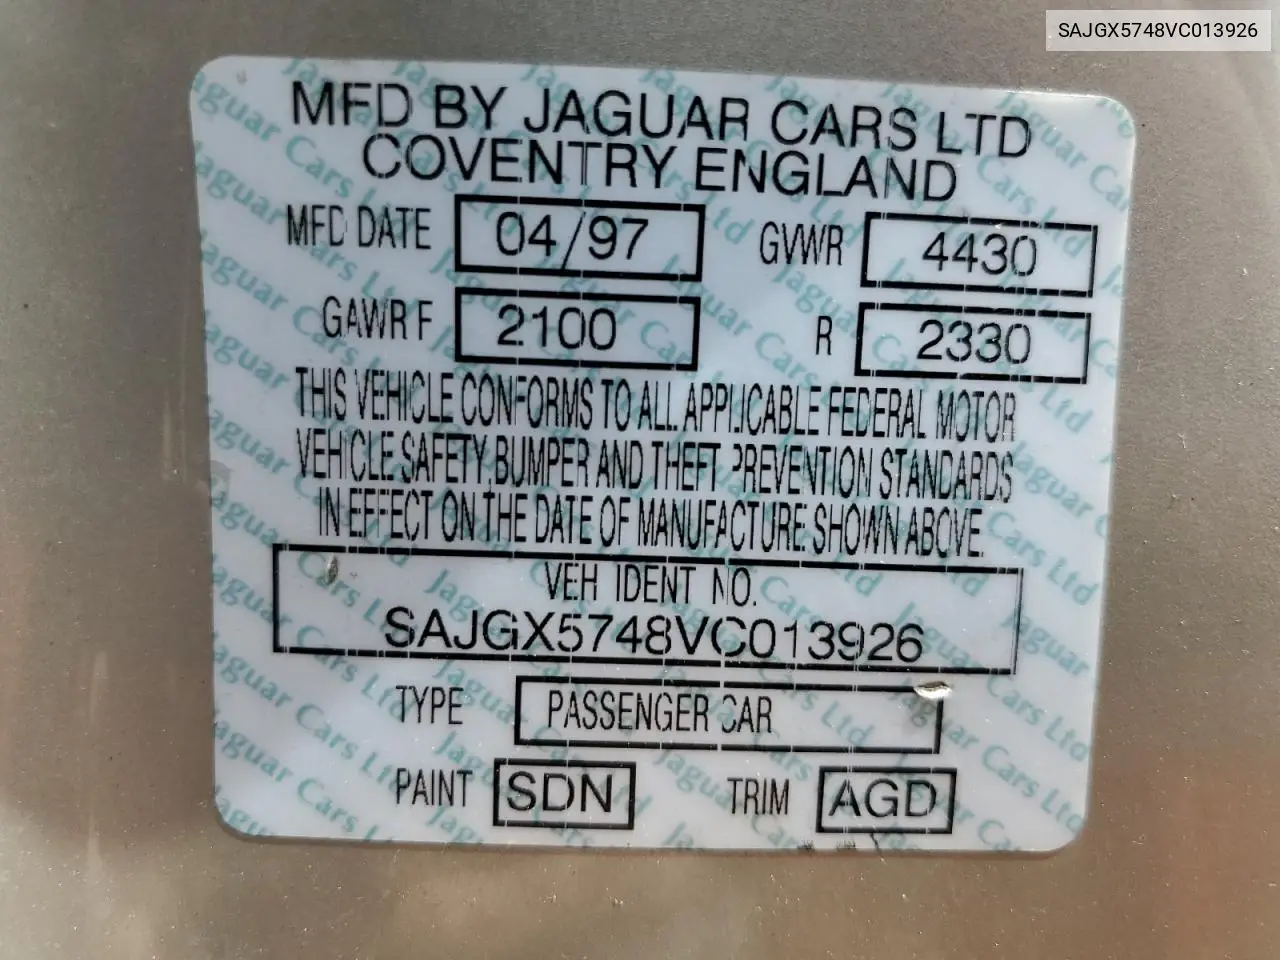 SAJGX5748VC013926
MFD BY JAGUAR CARS LTD
COVENTRY ENGLAND
MFD DATE 04/97 GVWR 4430
GAWR F 2100 R 2330
THIS VEHICLE CONFORMS TO ALL APPLICABLE FEDERAL MOTOR
VEHICLE SAFETY, BUMPER AND THEFT PREVENTION STANDARDS
IN EFFECT ON THE DATE OF MANUFACTURE SHOWN ABOVE.
VEH IDENT NO.
SAJGX5748VC013926
TYPE PASSENGER CAR
PAINT SDN TRIM AGD